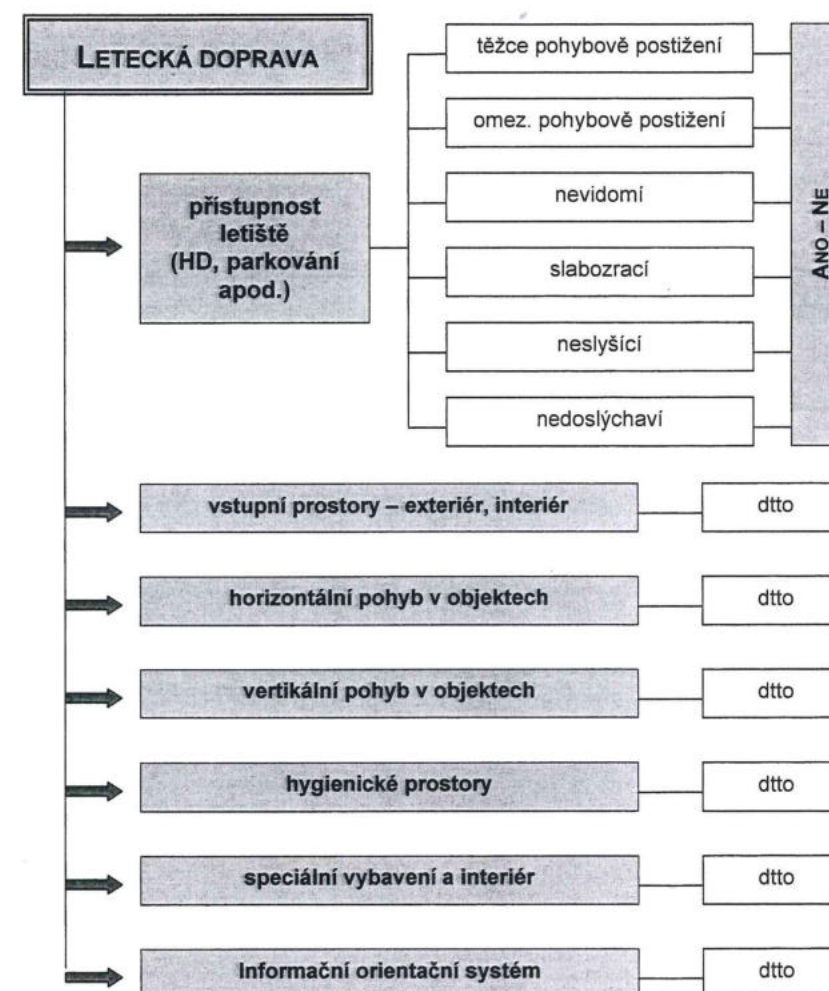 LETECKÁ DOPRAVA
těžce pohybově postižení
omez. pohybově postižení
nevidomí
slabozrací
neslyšící
nedoslýchaví
ANO – NE
přístupnost
letiště
(HD, parkování
apod.)
vstupní prostory – exteriér, interiér
dtto
horizontální pohyb v objektech
dtto
vertikální pohyb v objektech
dtto
hygienické prostory
dtto
speciální vybavení a interiér
dtto
Informační orientační systém
dtto